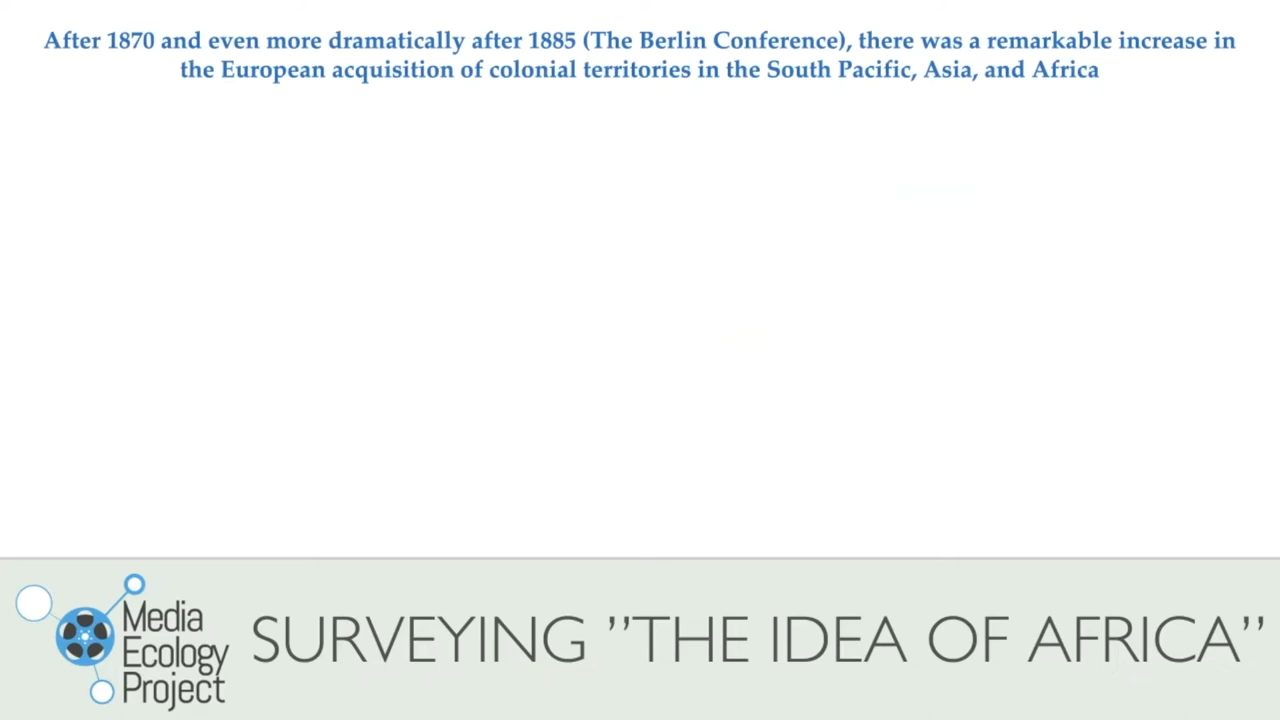 After 1870 and even more dramatically after 1885 (The Berlin Conference), there was a remarkable increase in
the European acquisition of colonial territories in the South Pacific, Asia, and Africa
Media
Ecology
Project
SURVEYING ”THE IDEA OF AFRICA”